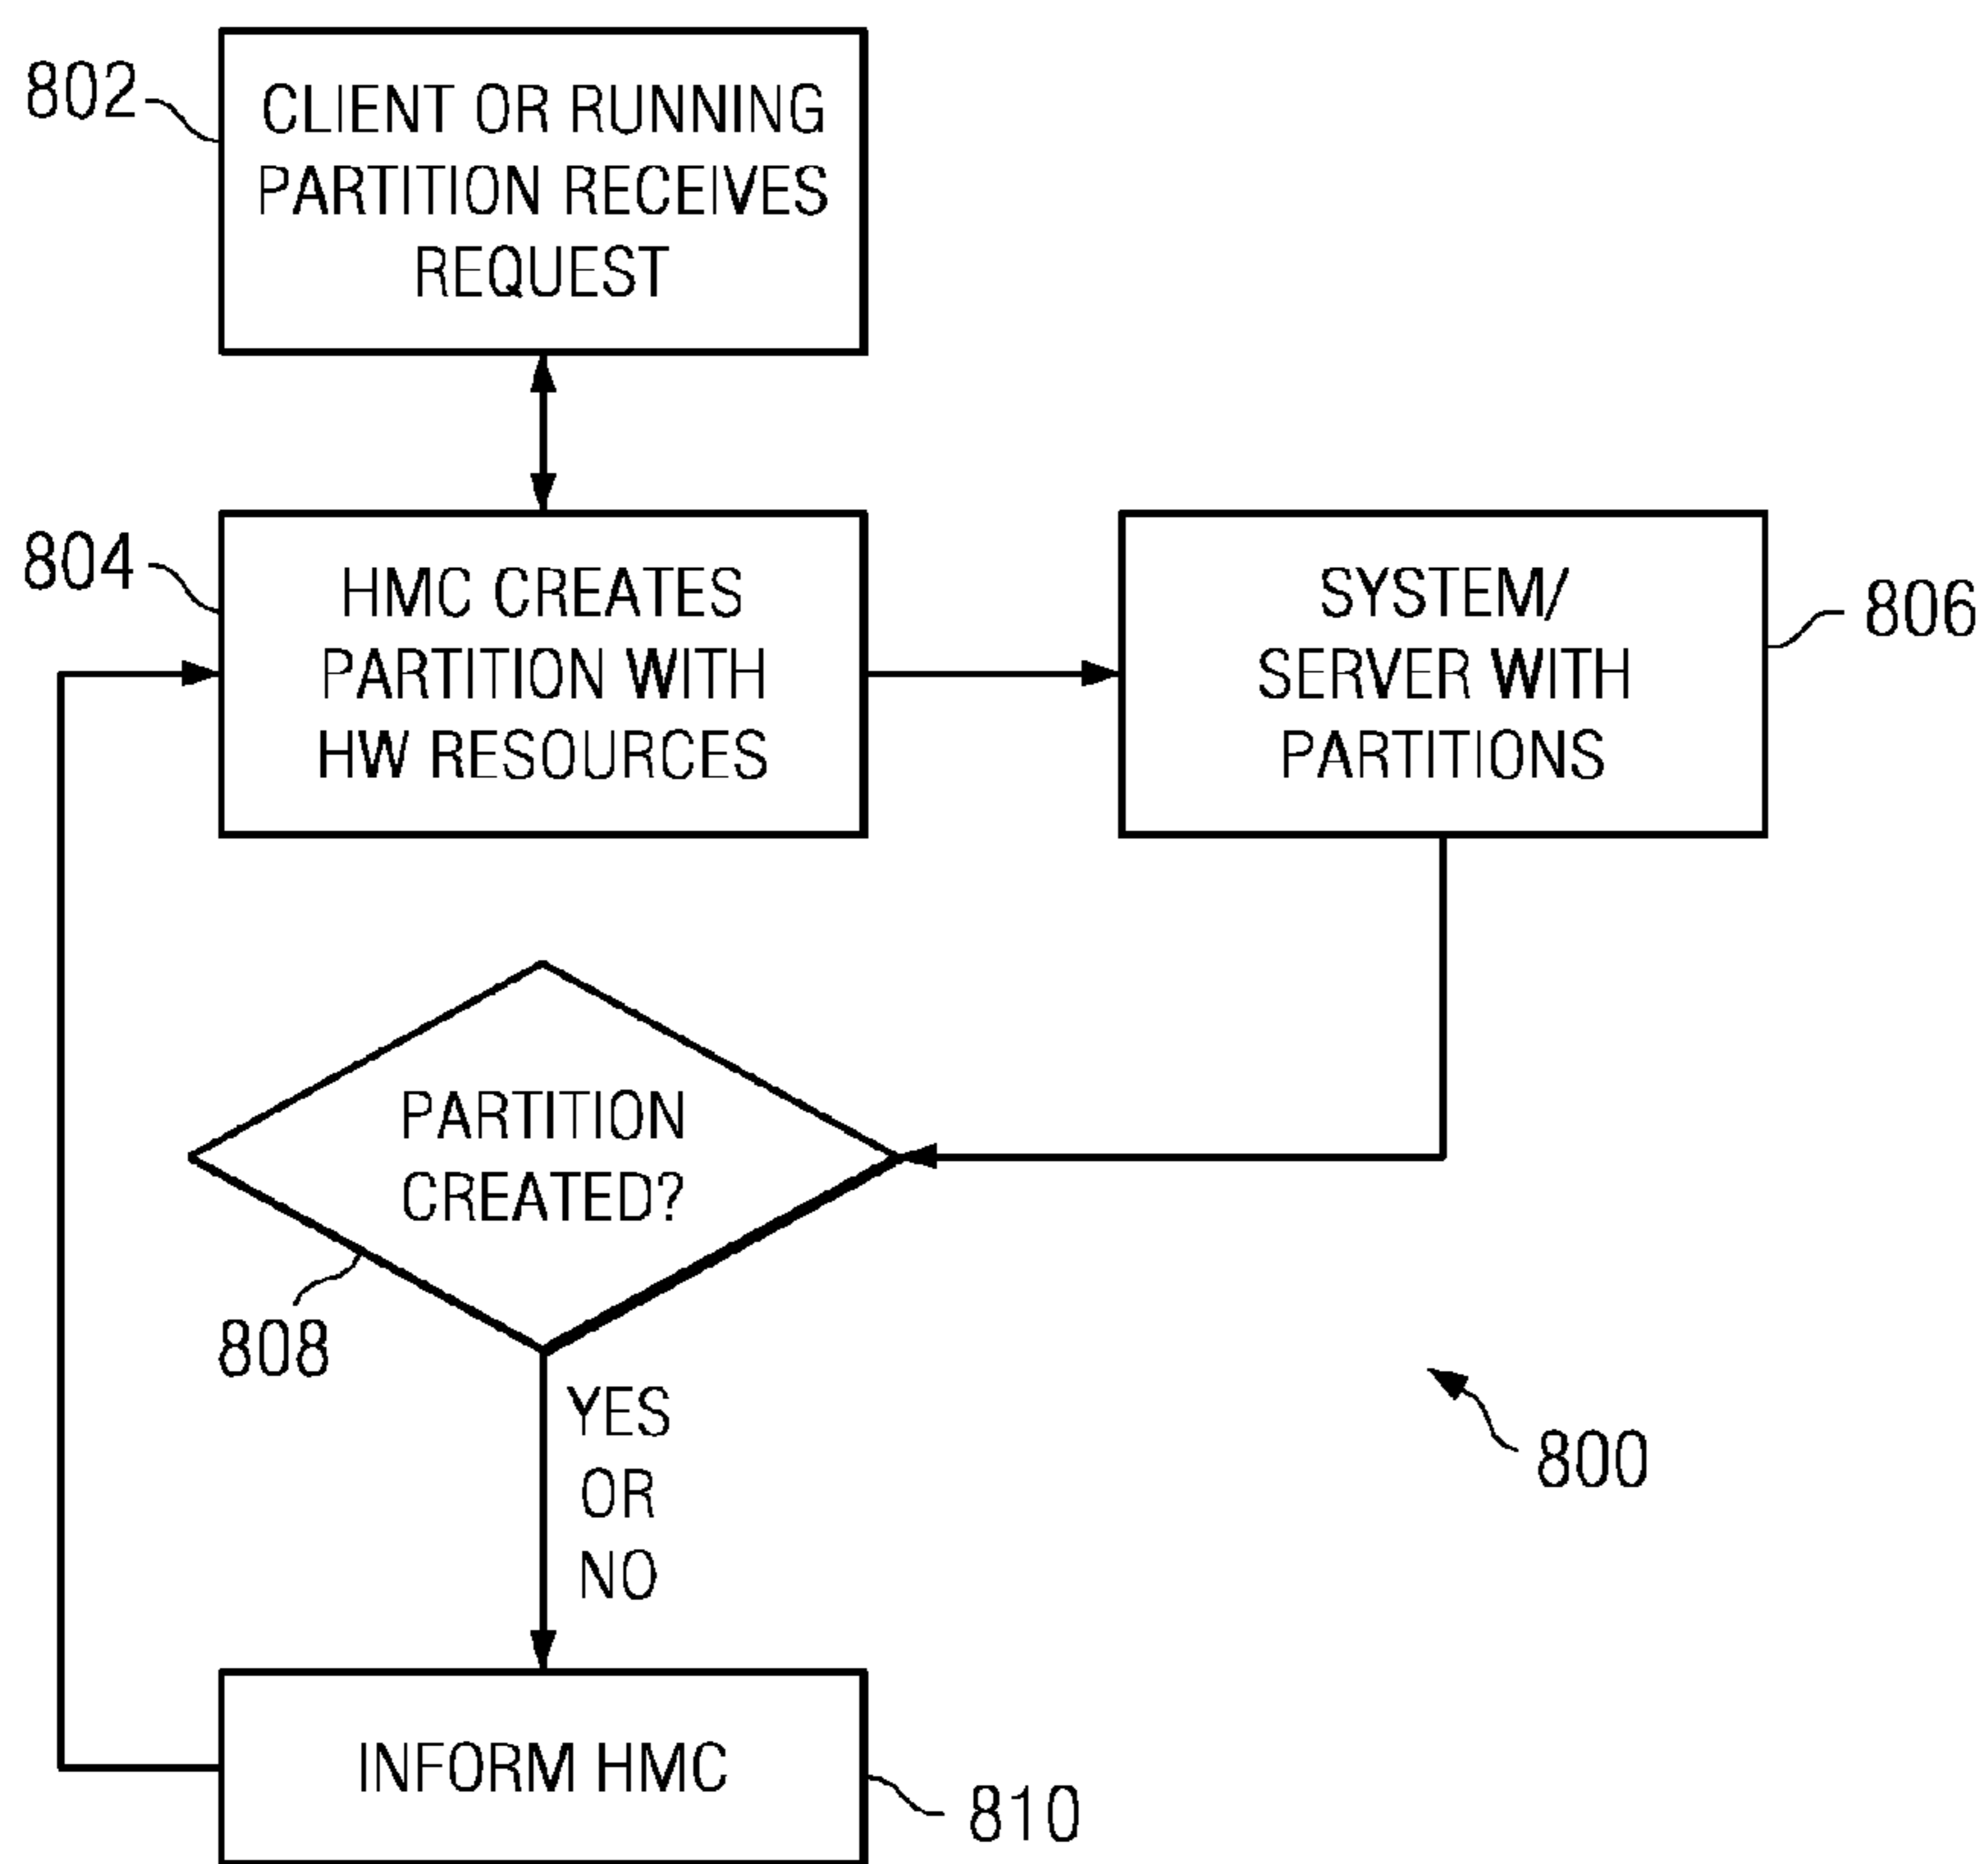 802
CLIENT OR RUNNING
PARTITION RECEIVES
REQUEST
804
HMC CREATES
PARTITION WITH
HW RESOURCES
SYSTEM/
SERVER WITH
PARTITIONS
806
PARTITION
CREATED?
808
YES
OR
NO
800
INFORM HMC
810